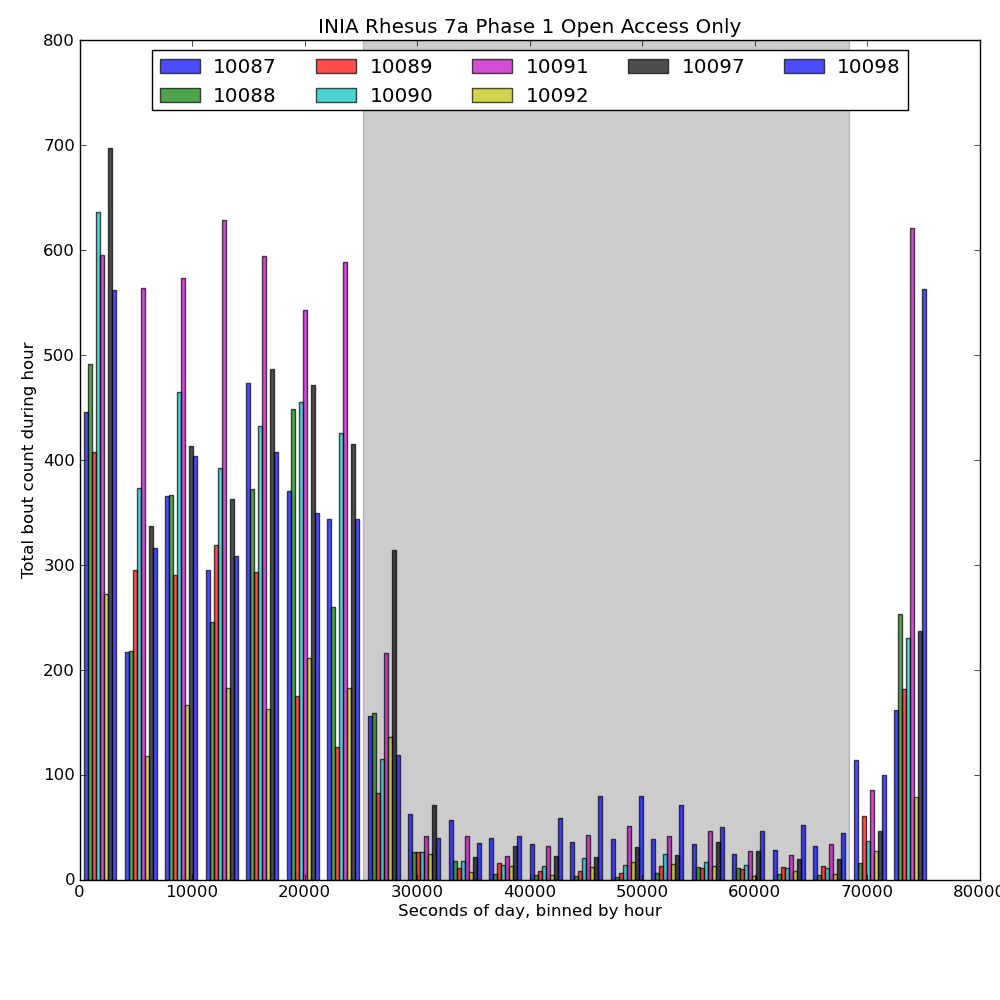 INIA Rhesus 7a Phase 1 Open Access Only
10087 10089 10091 10097 10098
10088 10090 10092
Total bout count during hour
800
700
600
500
400
300
200
100
0
0 10000 20000 30000 40000 50000 60000 70000 80000
Seconds of day, binned by hour